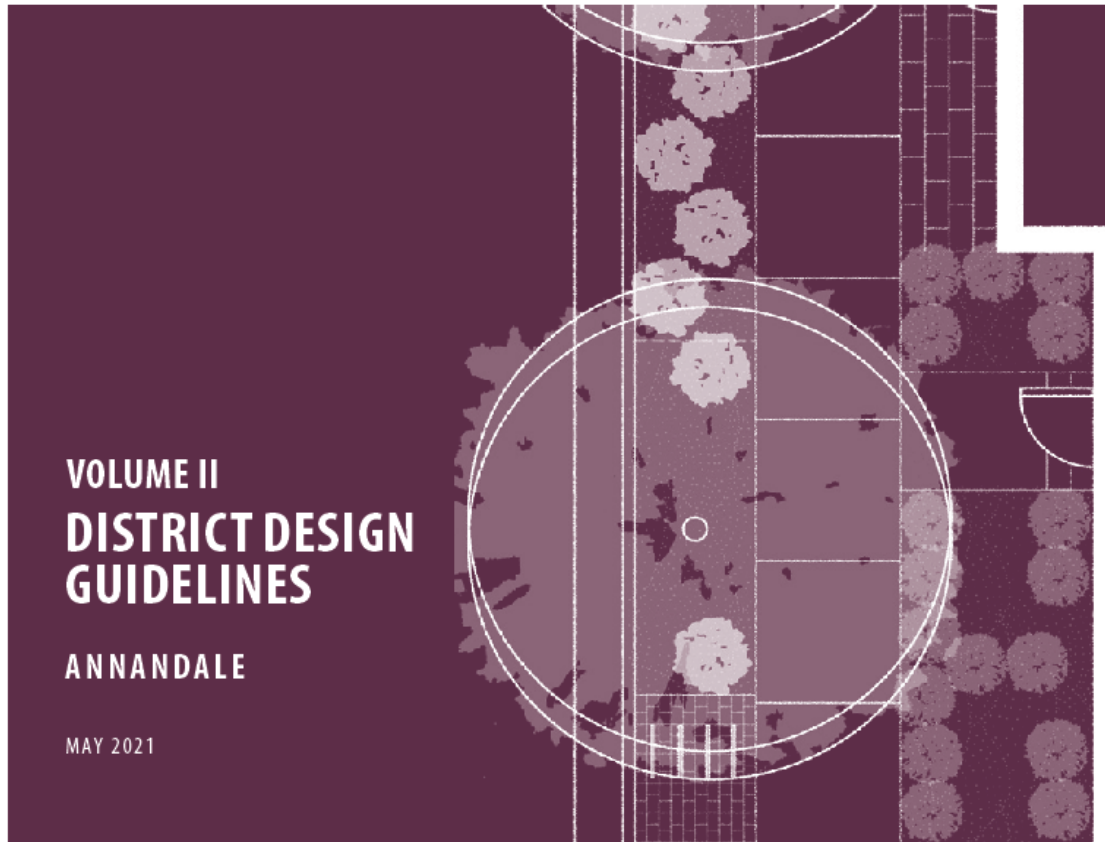 VOLUME II
DISTRICT DESIGN
GUIDELINES
ANNANDALE
MAY 2021